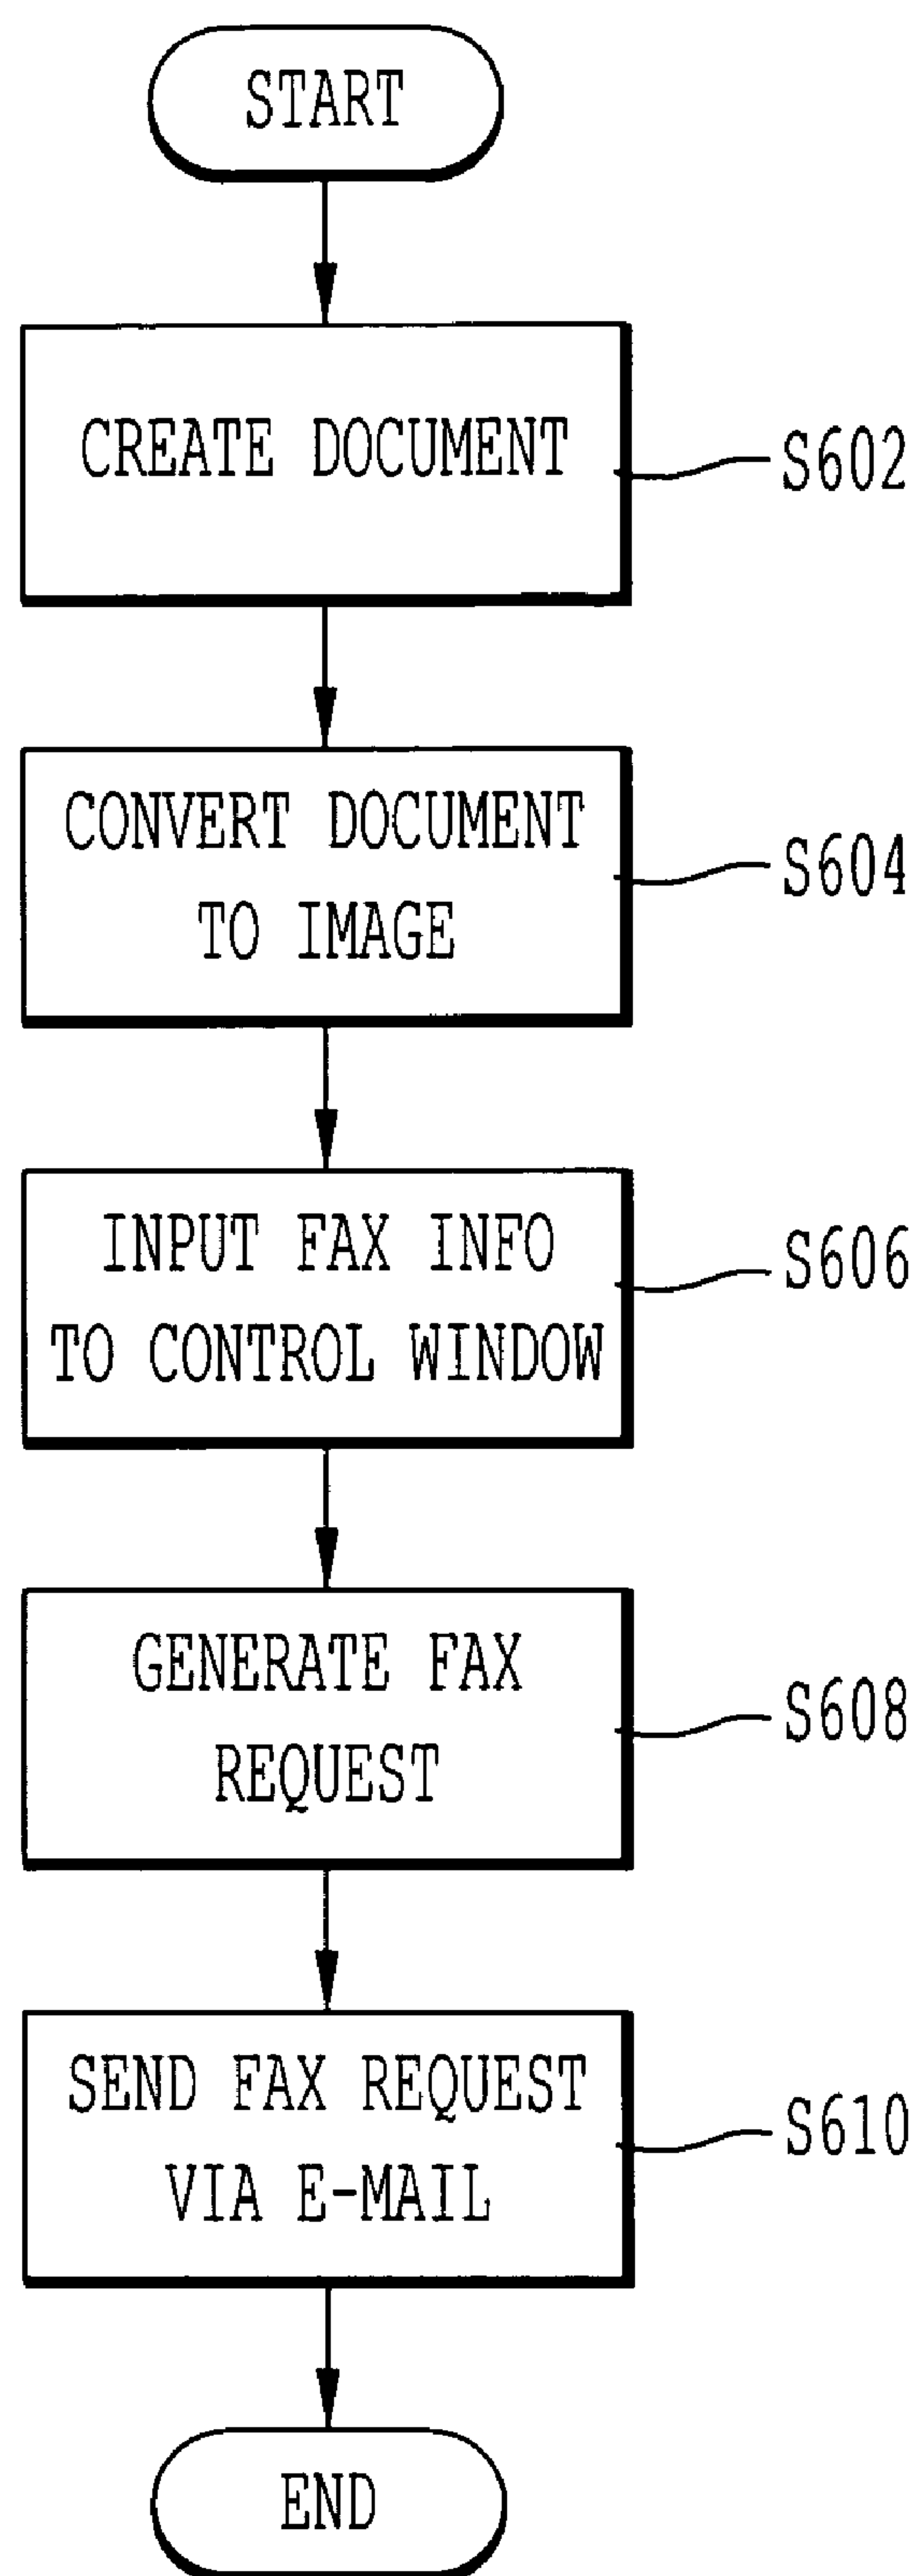 START
CREATE DOCUMENT
S602
CONVERT DOCUMENT
TO IMAGE
S604
INPUT FAX INFO
TO CONTROL WINDOW
S606
GENERATE FAX
REQUEST
S608
SEND FAX REQUEST
VIA E-MAIL
S610
END